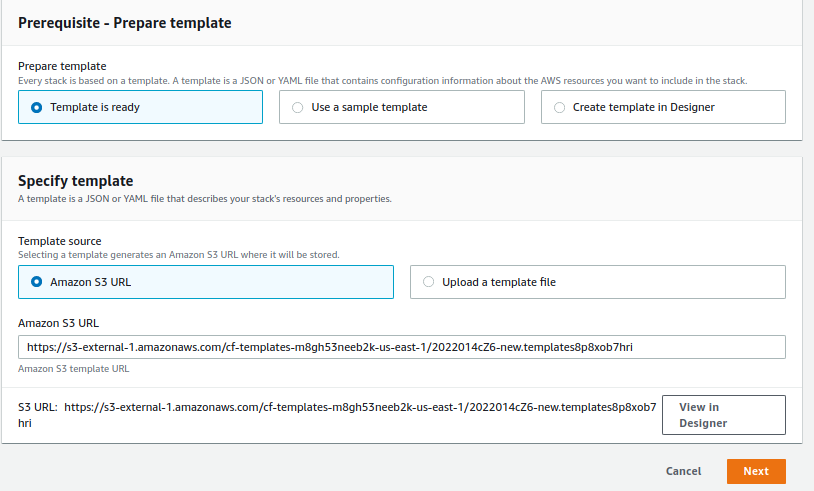 Prerequisite - Prepare template
Prepare template
Every stack is based on a template. A template is a JSON or YAML file that contains configuration information about the AWS resources you want to include in the stack.
Template is ready
Use a sample template
Create template in Designer
Specify template
A template is a JSON or YAML file that describes your stack's resources and properties.
Template source
Selecting a template generates an Amazon S3 URL where it will be stored.
Amazon S3 URL
Upload a template file
Amazon S3 URL
https://s3-external-1.amazonaws.com/cf-templates-m8gh53neeb2k-us-east-1/2022014cZ6-new.templates8p8xob7hri
Amazon S3 template URL
S3 URL: https://s3-external-1.amazonaws.com/cf-templates-m8gh53neeb2k-us-east-1/2022014cZ6-new.templates8p8xob7
hri
View in
Designer
Cancel
Next